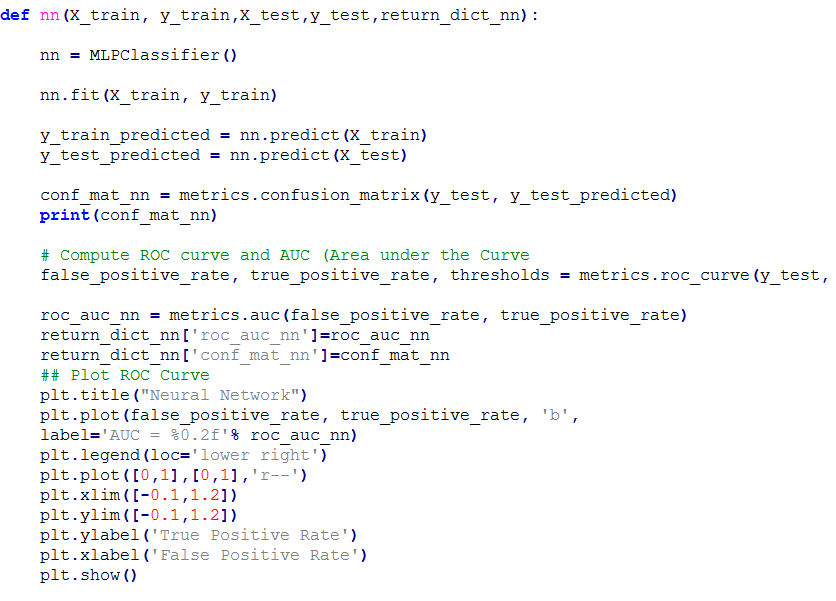 def nn(X_train, y_train,X_test,y_test,return_dict_nn):
nn = MLPClassifier()
nn.fit(X_train, y_train)
y_train_predicted = nn.predict(X_train)
y_test_predicted = nn.predict(X_test)
conf_mat_nn = metrics.confusion_matrix(y_test, y_test_predicted)
print(conf_mat_nn)
# Compute ROC curve and AUC (Area under the Curve
false_positive_rate, true_positive_rate, thresholds = metrics.roc_curve(y_test,
roc_auc_nn = metrics.auc(false_positive_rate, true_positive_rate)
return_dict_nn['roc_auc_nn']=roc_auc_nn
return_dict_nn['conf_mat_nn']=conf_mat_nn
## Plot ROC Curve
plt.title("Neural Network")
plt.plot(false_positive_rate, true_positive_rate, 'b',
label='AUC = %0.2f'% roc_auc_nn)
plt.legend(loc='lower right')
plt.plot([0,1],[0,1],'r--')
plt.xlim([-0.1,1.2])
plt.ylim([-0.1,1.2])
plt.ylabel('True Positive Rate')
plt.xlabel('False Positive Rate')
plt.show()